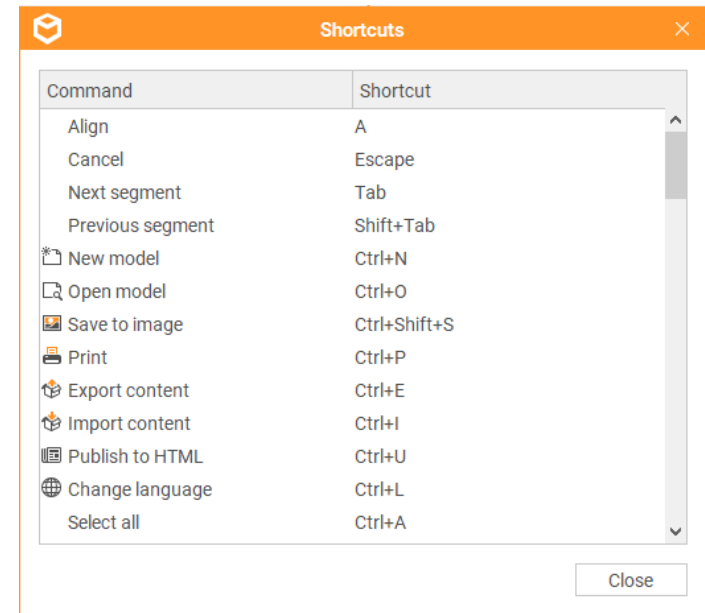 Shortcuts
Command Shortcut
Align A
Cancel Escape
Next segment Tab
Previous segment Shift+Tab
New model Ctrl+N
Open model Ctrl+O
Save to image Ctrl+Shift+S
Print Ctrl+P
Export content Ctrl+E
Import content Ctrl+I
Publish to HTML Ctrl+U
Change language Ctrl+L
Select all Ctrl+A
Close